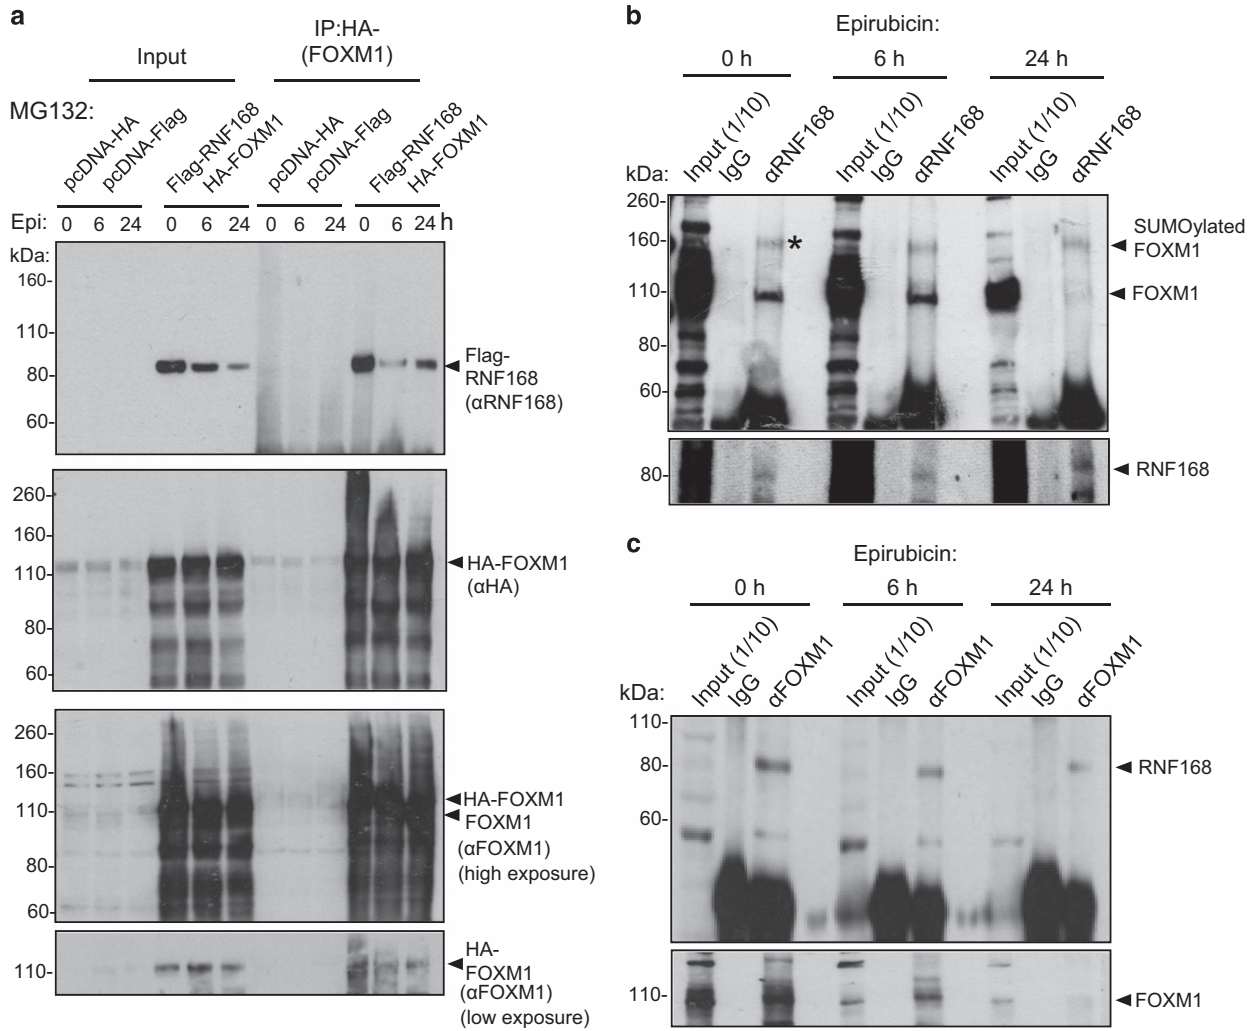 a
Input
IP:HA-
(FOXM1)
MG132:
pcDNA-HA
pcDNA-Flag
Flag-RNF168
HA-FOXM1
pcDNA-HA
pcDNA-Flag
Flag-RNF168
HA-FOXM1
Epi: 0 6 24 0 6 24 0 6 24 0 6 24 h
kDa:
160-
110-
80-
60-
Flag-
RNF168
(αRNF168)
260-
160-
110-
80-
60-
HA-FOXM1
(αHA)
260-
160-
110-
80-
60-
HA-FOXM1
FOXM1
(αFOXM1)
(high exposure)
110-
HA-
FOXM1
(αFOXM1)
(low exposure)
b
Epirubicin:
0 h 6 h 24 h
Input (1/10)
IgG
αRNF168
Input (1/10)
IgG
αRNF168
Input (1/10)
IgG
αRNF168
kDa:
260-
160-
110-
80-
60-
*
SUMOylated
FOXM1
FOXM1
80-
RNF168
c
Epirubicin:
0 h 6 h 24 h
Input (1/10)
IgG
αFOXM1
Input (1/10)
IgG
αFOXM1
Input (1/10)
IgG
αFOXM1
kDa:
110-
80-
60-
RNF168
110-
FOXM1